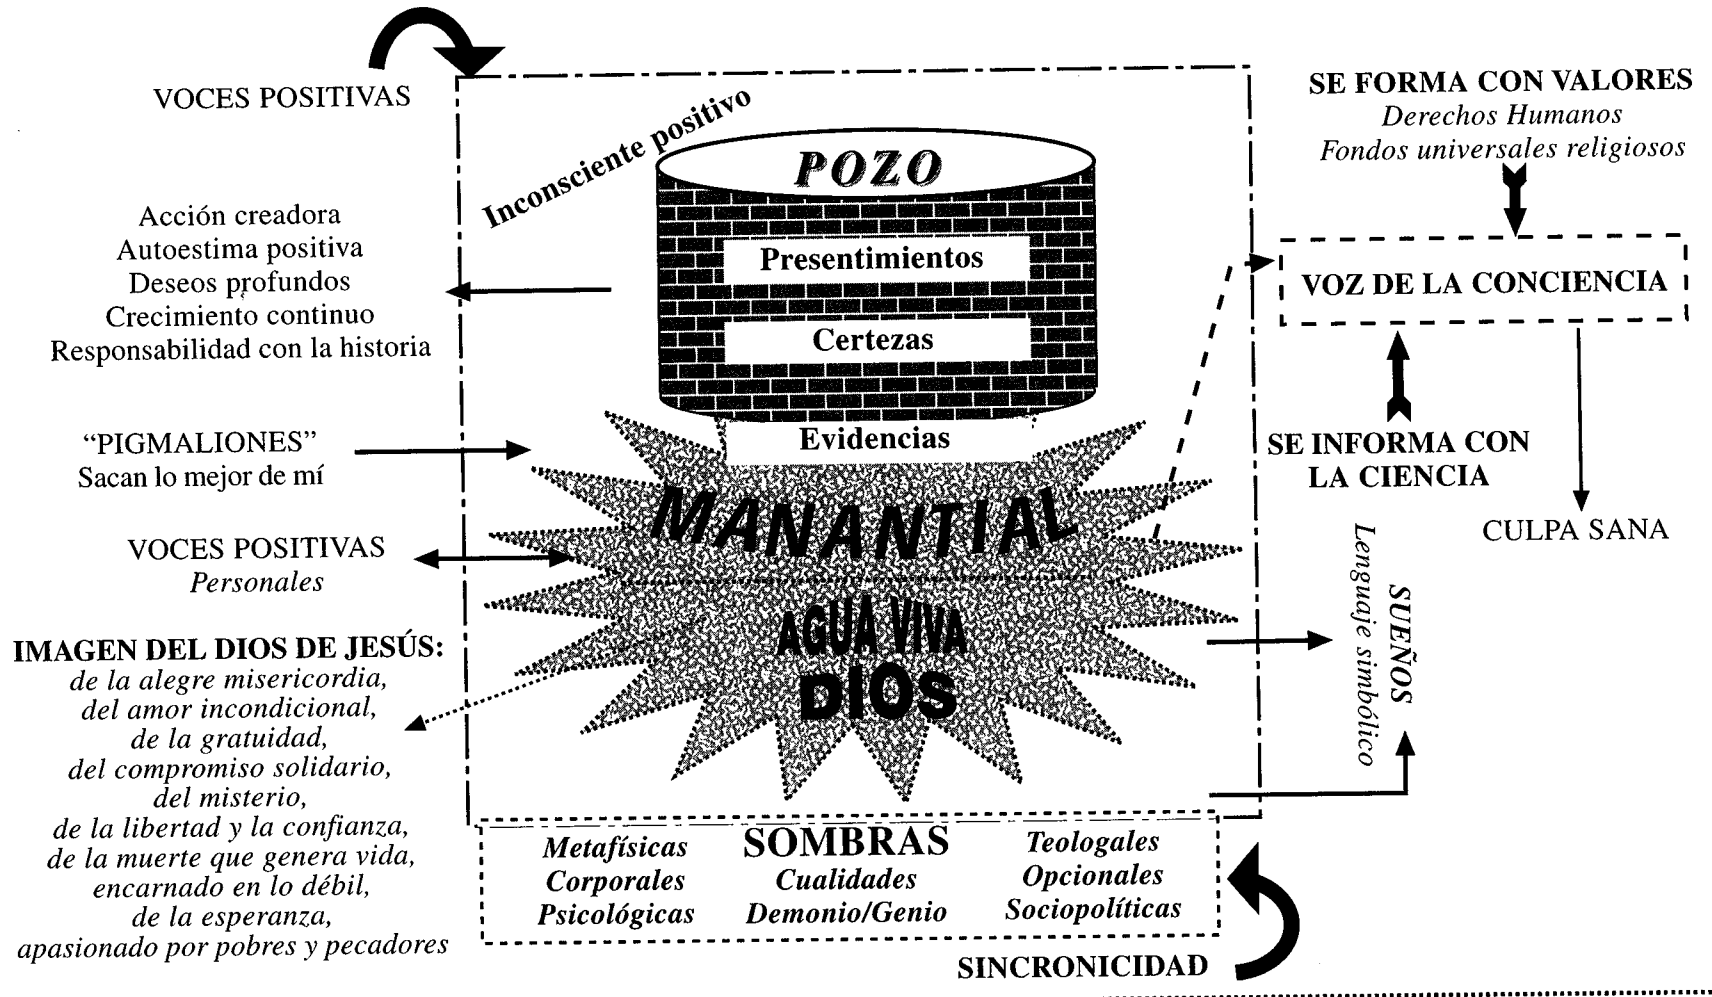 VOCES POSITIVAS
Inconsciente positivo
POZO
Presentimientos
Certezas
Evidencias
MANANTIAL
AGUA VIVA
DIOS
Acción creadora
Autoestima positiva
Deseos profundos
Crecimiento continuo
Responsabilidad con la historia
“PIGMALIONES”
Sacan lo mejor de mí
VOCES POSITIVAS
Personales
IMAGEN DEL DIOS DE JESÚS:
de la alegre misericordia,
del amor incondicional,
de la gratuidad,
del compromiso solidario,
del misterio,
de la libertad y la confianza,
de la muerte que genera vida,
encarnado en lo débil,
de la esperanza,
apasionado por pobres y pecadores
SE FORMA CON VALORES
Derechos Humanos
Fondos universales religiosos
VOZ DE LA CONCIENCIA
SE INFORMA CON
LA CIENCIA
CULPA SANA
SUEÑOS
Lenguaje simbólico
SOMBRAS
Metafísicas
Corporales
Psicológicas
Cualidades
Demonio/Genio
Teologales
Opcionales
Sociopolíticas
SINCRONICIDAD